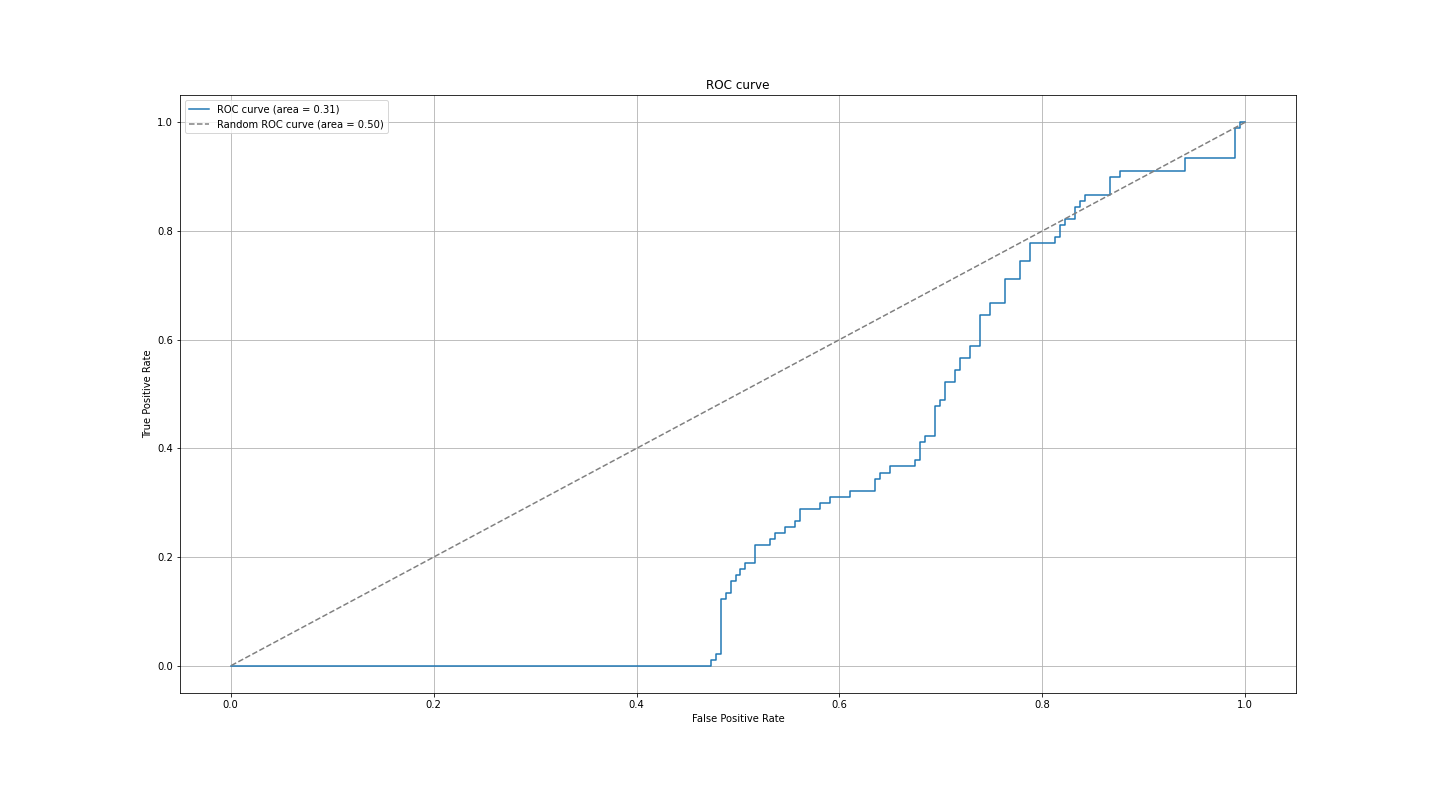 ROC curve
ROC curve (area = 0.31)
Random ROC curve (area = 0.50)
1.0
0.8
0.6
0.4
0.2
0.0
True Positive Rate
0.0 0.2 0.4 0.6 0.8 1.0
False Positive Rate